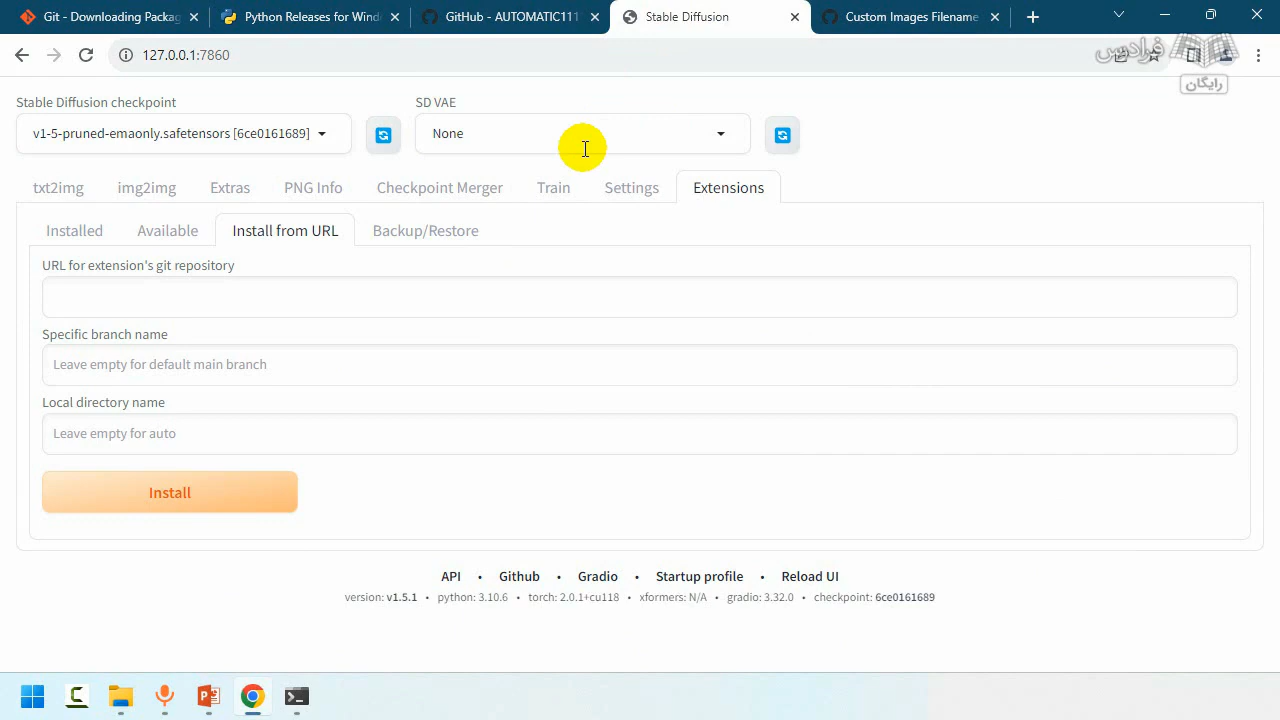 Git - Downloading Packag
Python Releases for Wind
GitHub - AUTOMATIC111
Stable Diffusion
Custom Images Filename
127.0.0.1:7860
فرادرس
رایگان
Stable Diffusion checkpoint
SD VAE
v1-5-pruned-emaonly.safetensors [6ce0161689]
None
txt2img
img2img
Extras
PNG Info
Checkpoint Merger
Train
Settings
Extensions
Installed
Available
Install from URL
Backup/Restore
URL for extension's git repository
Specific branch name
Leave empty for default main branch
Local directory name
Leave empty for auto
Install
API • Github • Gradio • Startup profile • Reload UI
version: v1.5.1 • python: 3.10.6 • torch: 2.0.1+cu118 • xformers: N/A • gradio: 3.32.0 • checkpoint: 6ce0161689